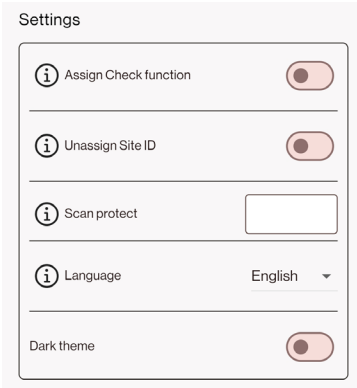 Settings
Assign Check function
Unassign Site ID
Scan protect
Language English
Dark theme